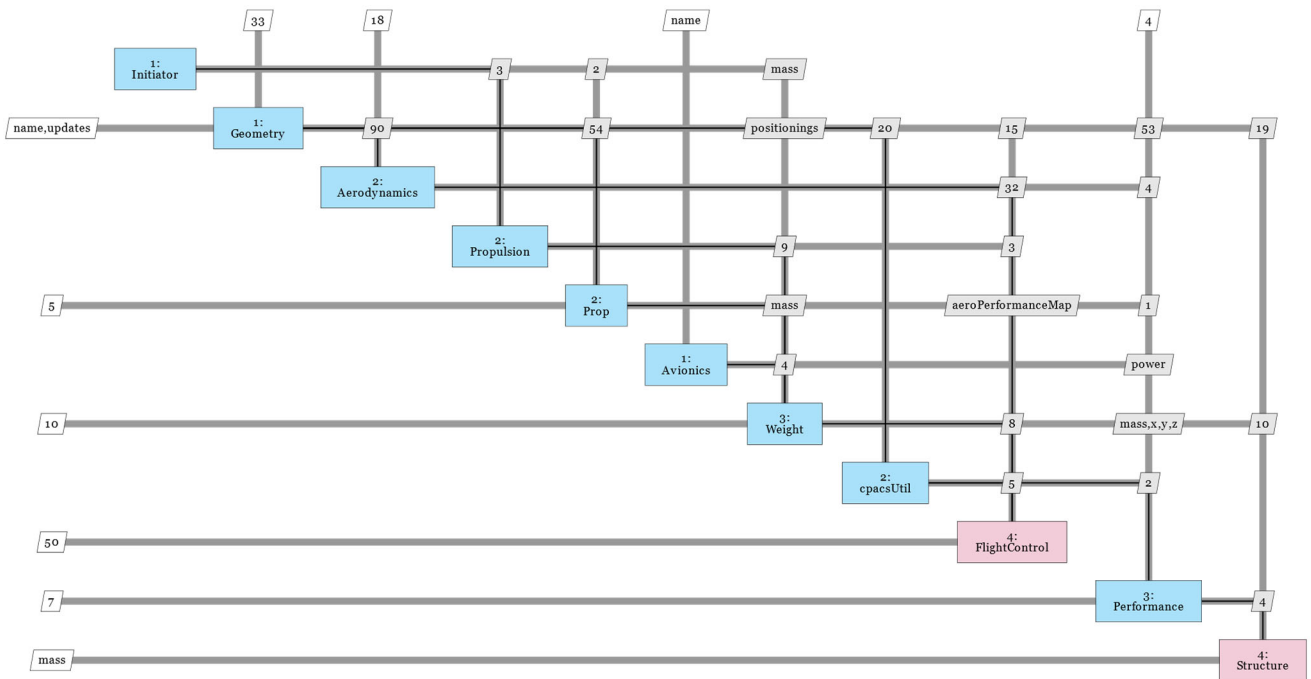 33
18
name
4
1:
Initiator
3
2
mass
name,updates
1:
Geometry
90
54
positionings
20
15
53
19
2:
Aerodynamics
32
4
2:
Propulsion
9
3
5
2:
Prop
mass
aeroPerformanceMap
1
1:
Avionics
4
power
10
3:
Weight
8
mass,x,y,z
10
2:
cpacsUtil
5
2
50
4:
FlightControl
7
3:
Performance
4
mass
4:
Structure